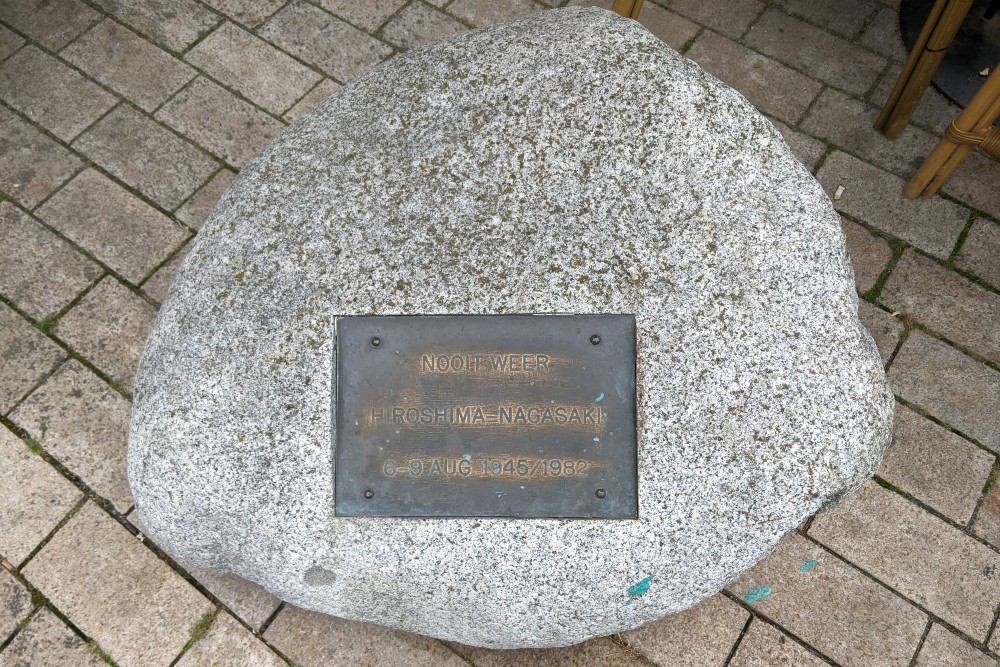 NOOIT WEER
HIROSHIMA-NAGASAKI
6-9 AUG 1945/1982